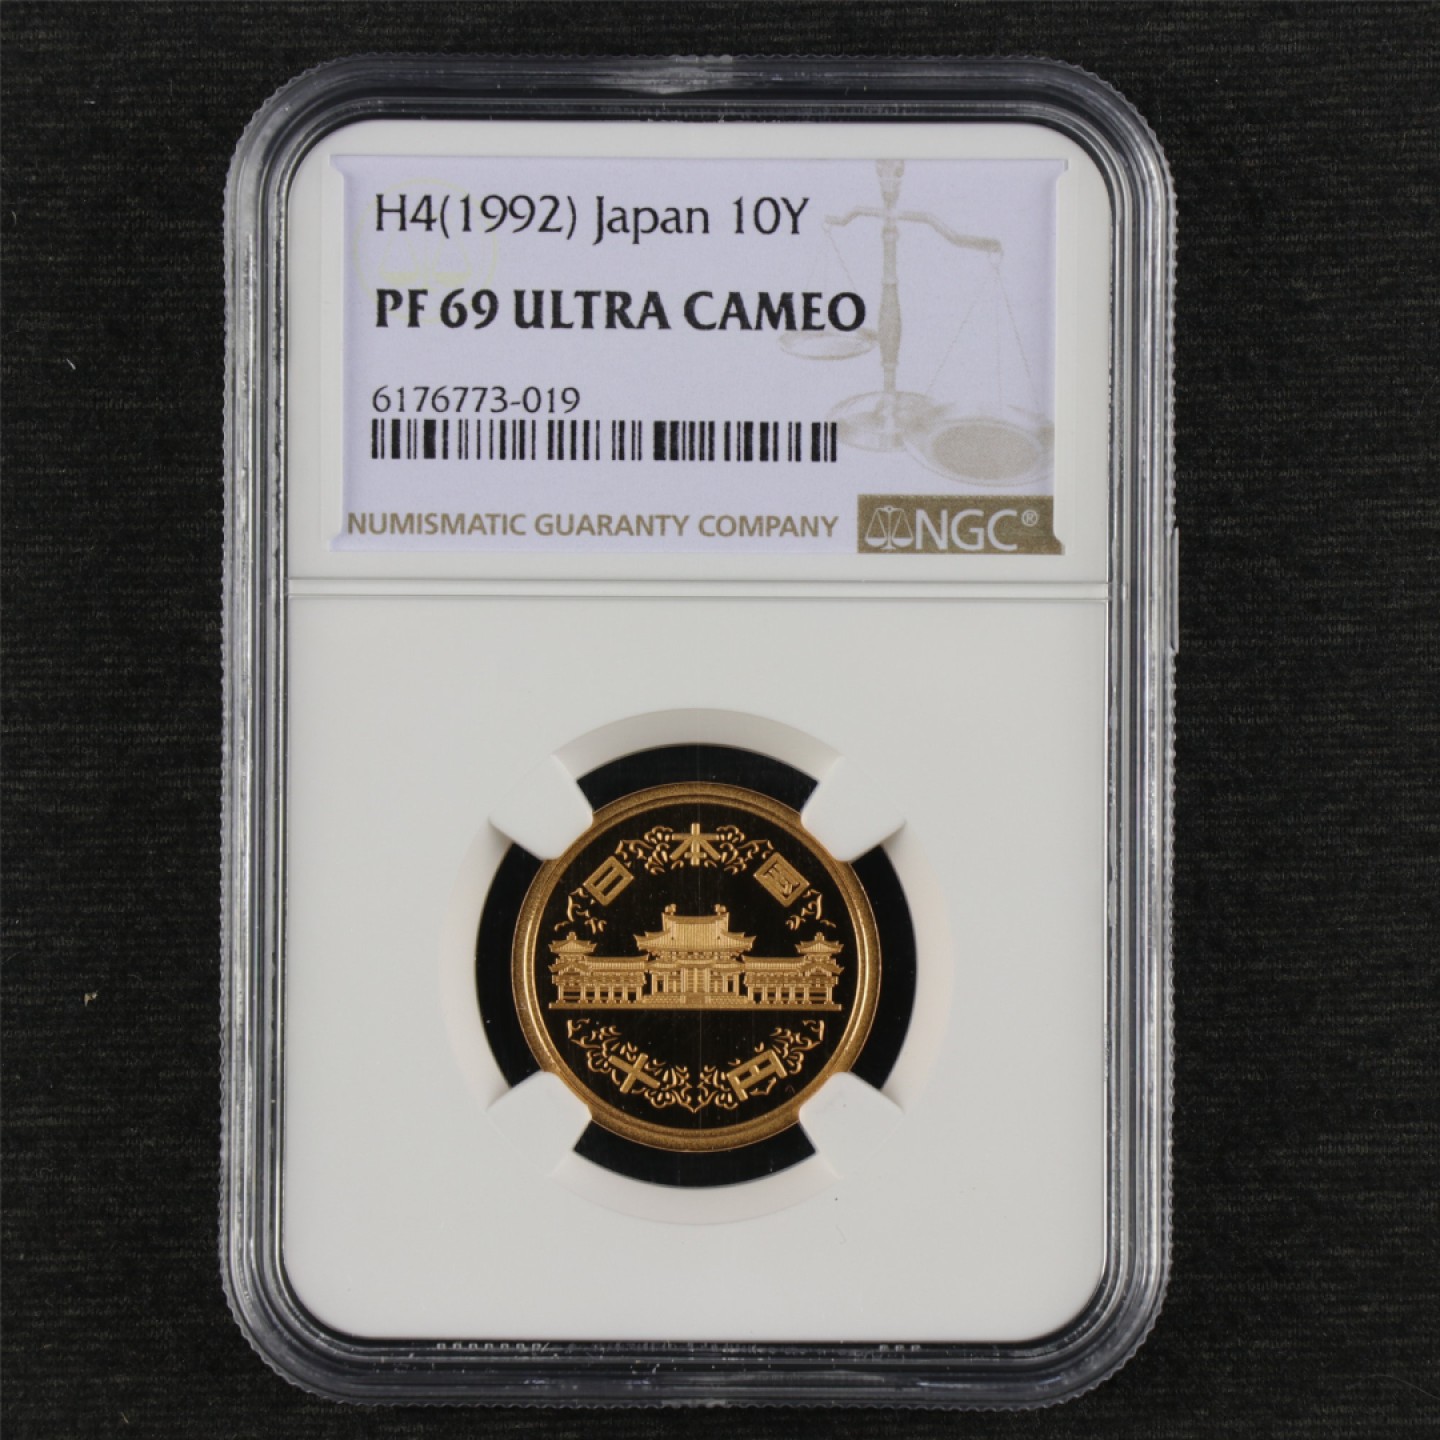 H4(1992) Japan 10Y
PF 69 ULTRA CAMEO
6176773-019
NUMISMATIC GUARANTY COMPANY
NGC®
日本国
十円